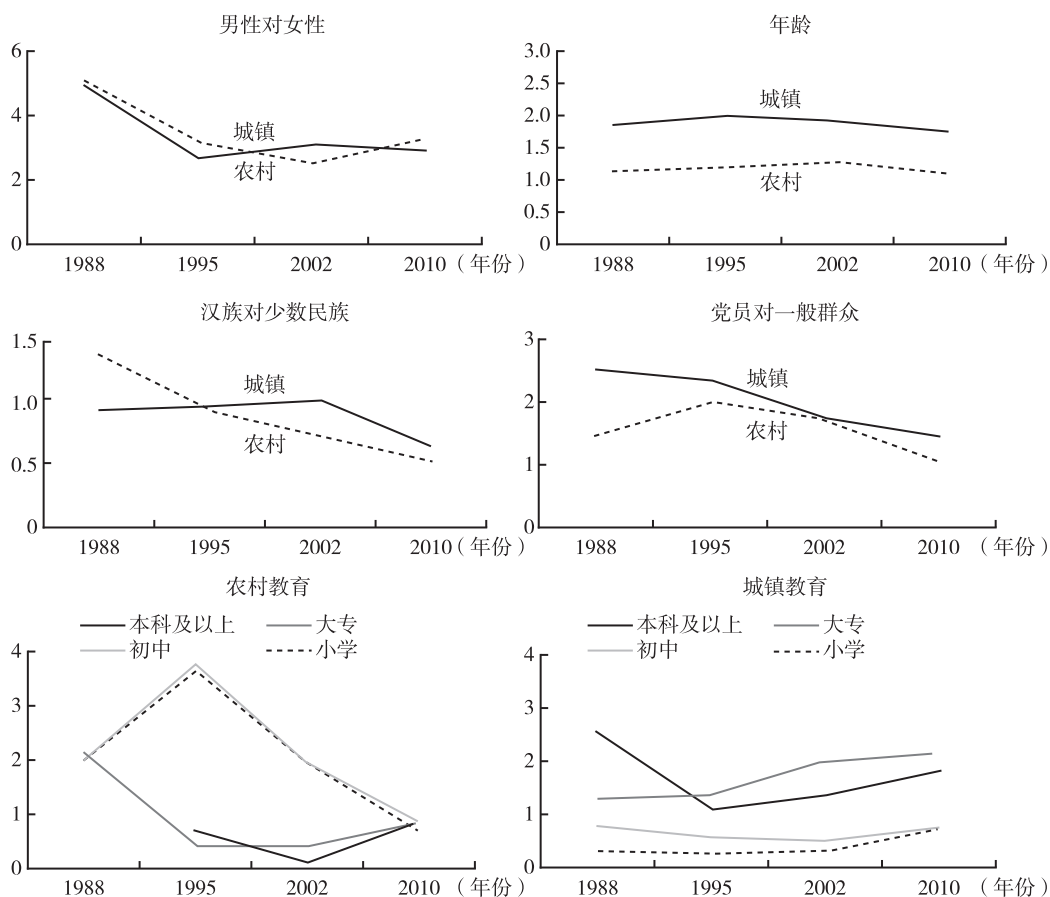 男性对女性
6
4
2
0
城镇
农村
1988 1995 2002 2010（年份）
年龄
3.0
2.5
2.0
1.5
1.0
0.5
0
城镇
农村
1988 1995 2002 2010（年份）
汉族对少数民族
1.5
1.0
0.5
0
城镇
农村
1988 1995 2002 2010（年份）
党员对一般群众
3
2
1
0
城镇
农村
1988 1995 2002 2010（年份）
农村教育
本科及以上 大专
初中 小学
4
3
2
1
0
1988 1995 2002 2010（年份）
城镇教育
本科及以上 大专
初中 小学
4
3
2
1
0
1988 1995 2002 2010（年份）